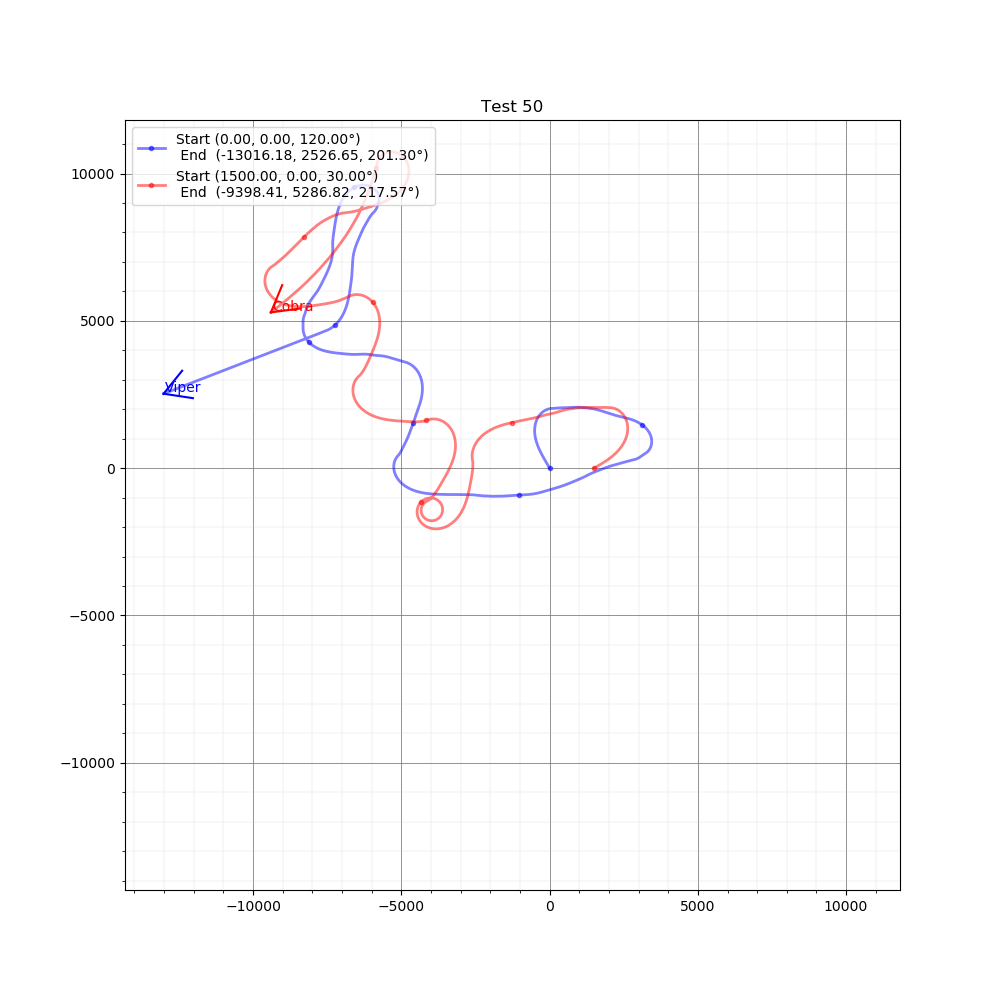 Test 50
Start (0.00, 0.00, 120.00°)
End (-13016.18, 2526.65, 201.30°)
Start (1500.00, 0.00, 30.00°)
End (-9398.41, 5286.82, 217.57°)
10000
5000
0
−5000
−10000
Cobra
Viper
−10000
−5000
0
5000
10000